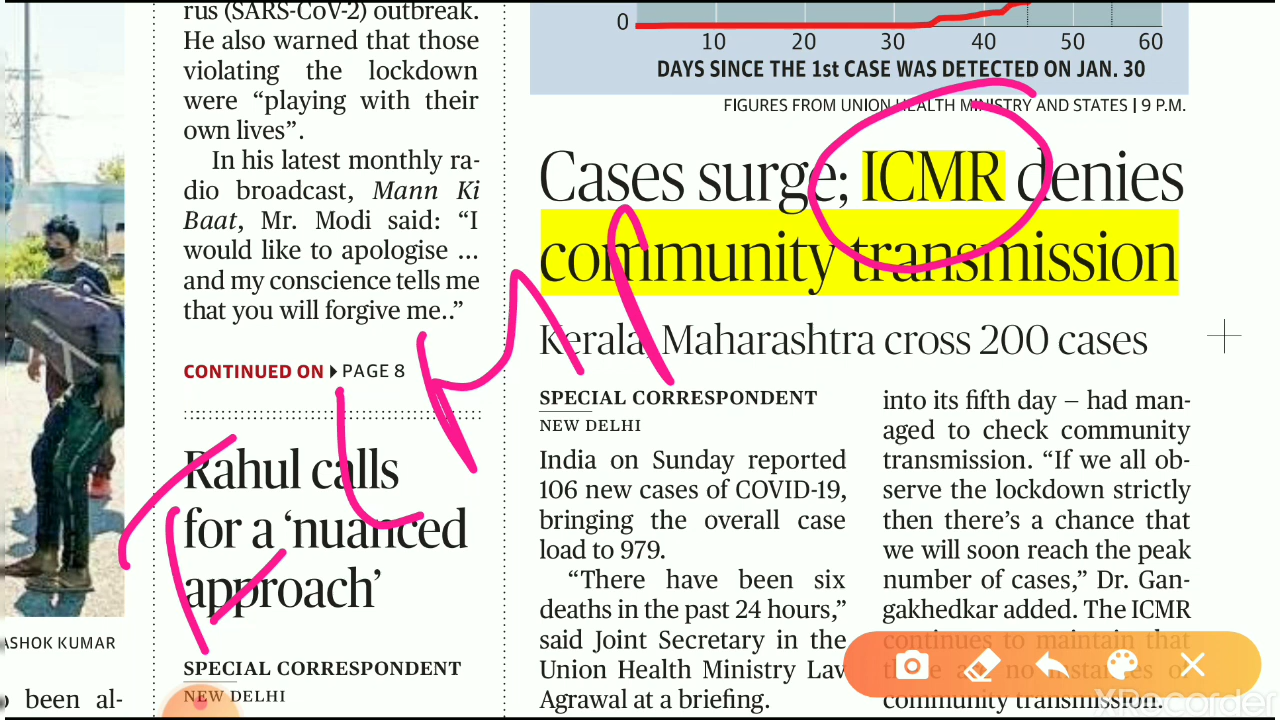 rus (SARS-CoV-2) outbreak.
He also warned that those
violating the lockdown
were “playing with their
own lives”.
In his latest monthly ra-
dio broadcast, Mann Ki
Baat, Mr. Modi said: “I
would like to apologise ...
and my conscience tells me
that you will forgive me..”
CONTINUED ON PAGE 8
Rahul calls
for a ‘nuanced
approach’
SPECIAL CORRESPONDENT
NEW DELHI
ASHOK KUMAR
been al-
0
10 20 30 40 50 60
DAYS SINCE THE 1st CASE WAS DETECTED ON JAN. 30
FIGURES FROM UNION HEALTH MINISTRY AND STATES | 9 P.M.
Cases surge; ICMR denies
community transmission
Kerala, Maharashtra cross 200 cases
SPECIAL CORRESPONDENT
NEW DELHI
India on Sunday reported
106 new cases of COVID-19,
bringing the overall case
load to 979.
“There have been six
deaths in the past 24 hours,”
said Joint Secretary in the
Union Health Ministry Lav
Agrawal at a briefing.
into its fifth day – had man-
aged to check community
transmission. “If we all ob-
serve the lockdown strictly
then there’s a chance that
we will soon reach the peak
number of cases,” Dr. Gan-
gakhedkar added. The ICMR
continues to maintain that
there are no instances of
community transmission.
ICMR
XRecorder